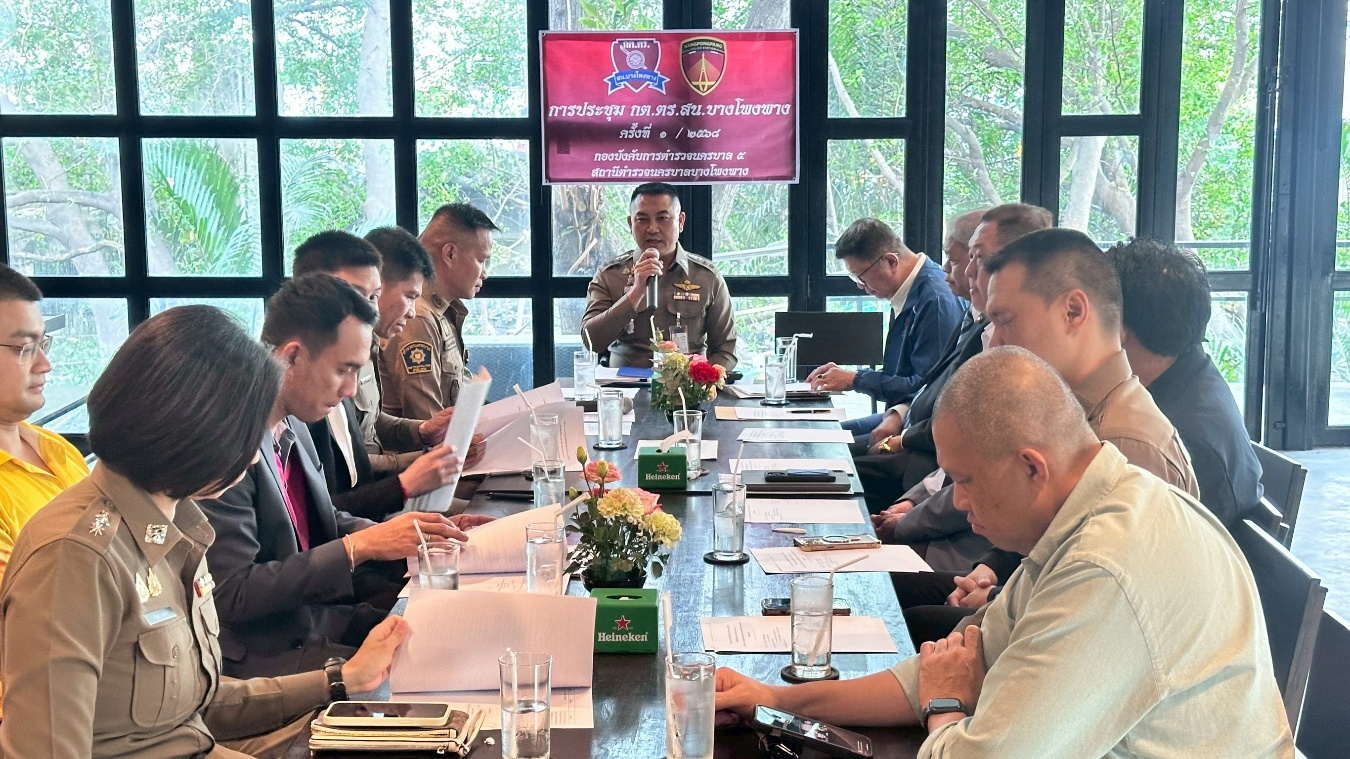 กต.ตร.
สน.บางโพงพาง
BANGPONGPANG
การประชุม กต.ตร.สน.บางโพงพาง
ครั้งที่ ๑ / ๒๕๖๘
กองบังคับการตำรวจนครบาล ๕
สถานีตำรวจนครบาลบางโพงพาง
Heineken
Heineken